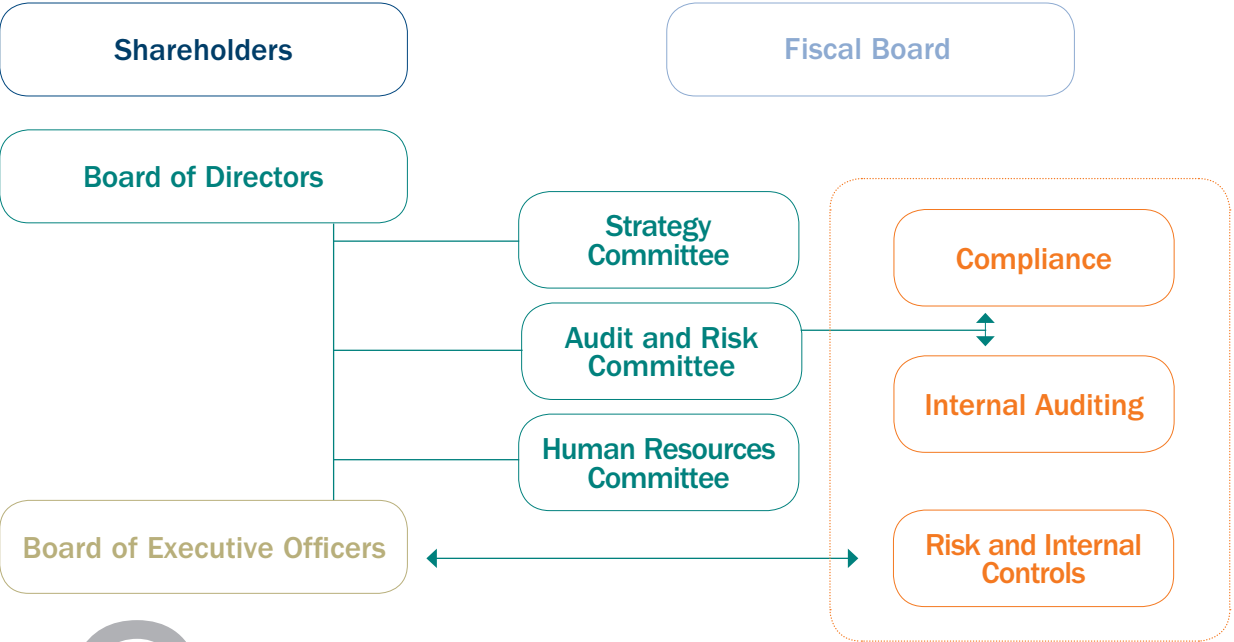 Shareholders
Fiscal Board
Board of Directors
Strategy
Committee
Compliance
Audit and Risk
Committee
Internal Auditing
Human Resources
Committee
Board of Executive Officers
Risk and Internal
Controls